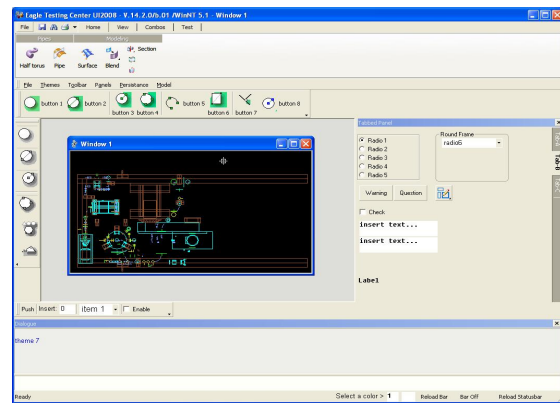 Eagle Testing Center UI2008 - V.14.2.0/b.01 /WinNT 5.1 - Window 1
File Home View Combos Test
Pipes Modeling
Half torus Pipe Surface Blend Section
File Themes Toolbar Panels Persistance Model
button 1 button 2 button 3 button 4 button 5 button 6 button 7 button 8
Tabbed Panel
Window 1
Radio 1
Radio 2
Radio 3
Radio 4
Radio 5
Round Frame
radio6
Tab-A
Tab-B
Tab-C
Warning Question
Check
insert text...
insert text...
Label
Push Insert: 0 item 1 Enable
Dialogue
theme 7
Ready Select a color > 1 Reload Bar Bar Off Reload Statusbar